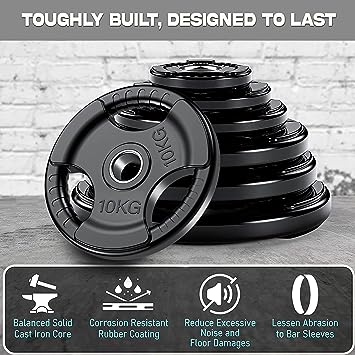 TOUGHLY BUILT, DESIGNED TO LAST
10KG
10KG
Balanced Solid
Cast Iron Core
Corrosion Resistant
Rubber Coating
Reduce Excessive
Noise and
Floor Damages
Lessen Abrasion
to Bar Sleeves